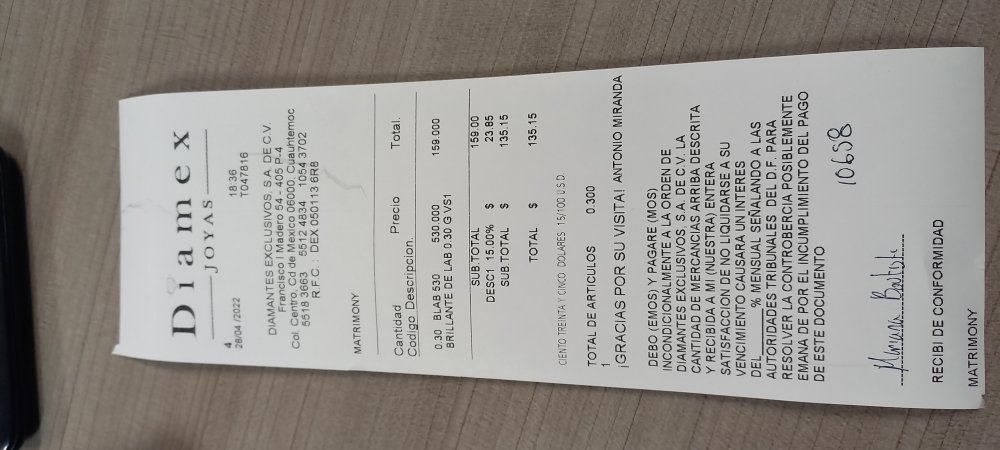 Diamex
JOYAS
4
28/04/2022 18:36
T047816
DIAMANTES EXCLUSIVOS, S.A. DE C.V.
Francisco I Madero 54 - 405 P-4
Col. Centro, Cd de Mexico 06000, Cuauhtemoc
5518 3663 5512 4834 1054 3702
R.F.C.: DEX 050113 6R8
MATRIMONY
Cantidad Precio Total.
Codigo Descripcion
0.30 BLAB 530 530.000 159.000
BRILLANTE DE LAB 0.30 G VS1
SUB.TOTAL 159.00
DESC1 15.00% $ 23.85
SUB.TOTAL $ 135.15
TOTAL $ 135.15
CIENTO TREINTA Y CINCO DOLARES 15/100 U.S.D.
TOTAL DE ARTICULOS 0.300
1
¡GRACIAS POR SU VISITA! ANTONIO MIRANDA
DEBO (EMOS) Y PAGARE (MOS)
INCONDICIONALMENTE A LA ORDEN DE
DIAMANTES EXCLUSIVOS, S.A. DE C.V. LA
CANTIDAD DE MERCANCIAS ARRIBA DESCRITA
Y RECIBIDA A MI (NUESTRA) ENTERA
SATISFACCION DE NO LIQUIDARSE A SU
VENCIMIENTO CAUSARA UN INTERES
DEL ______% MENSUAL SEÑALANDO A LAS
AUTORIDADES TRIBUNALES DEL D.F. PARA
RESOLVER LA CONTROBERCIA POSIBLEMENTE
EMANA DE POR EL INCUMPLIMIENTO DEL PAGO
DE ESTE DOCUMENTO
10658
RECIBI DE CONFORMIDAD
MATRIMONY